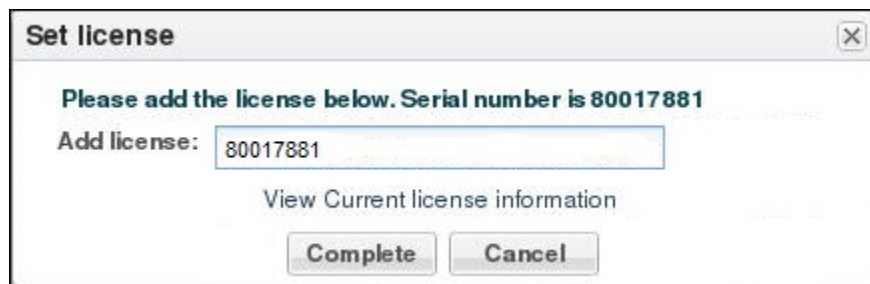 Set license
Please add the license below. Serial number is 80017881
Add license: 80017881
View Current license information
Complete Cancel